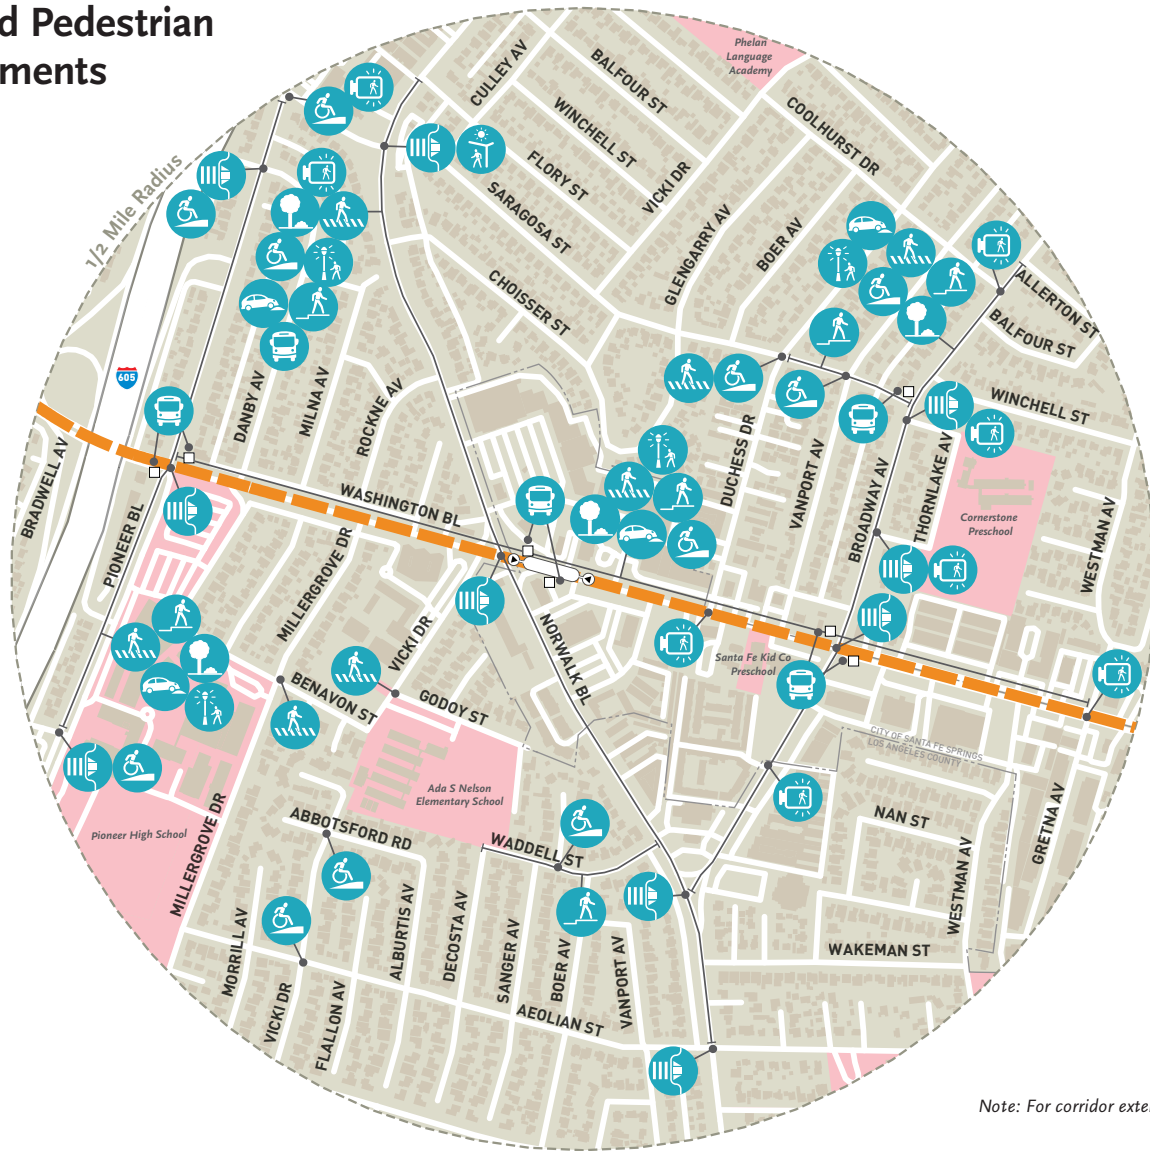 d Pedestrian
ments
1/2 Mile Radius
Phelan
Language
Academy
CULLEY AV
BALFOUR ST
WINCHELL ST
FLORY ST
SARAGOSA ST
VICKI DR
COOLHURST DR
GLENGARRY AV
BOER AV
CHOISSER ST
ALLERTON ST
BALFOUR ST
WINCHELL ST
605
DANBY AV
MILNA AV
ROCKNE AV
DUCHESS DR
VANPORT AV
BROADWAY AV
THORNLAKE AV
Cornerstone
Preschool
WESTMAN AV
BRADWELL AV
PIONEER BL
WASHINGTON BL
MILLERGROVE DR
VICKI DR
NORWALK BL
Santa Fe Kid Co
Preschool
BENAVON ST
GODOY ST
CITY OF SANTA FE SPRINGS
LOS ANGELES COUNTY
Ada S Nelson
Elementary School
Pioneer High School
MILLERGROVE DR
ABBOTSFORD RD
WADDELL ST
NAN ST
WESTMAN AV
GRETNA AV
MORRILL AV
VICKI DR
FLALLON AV
ALBURTIS AV
DECOSTA AV
SANGER AV
BOER AV
VANPORT AV
WAKEMAN ST
AEOLIAN ST
Note: For corridor exte